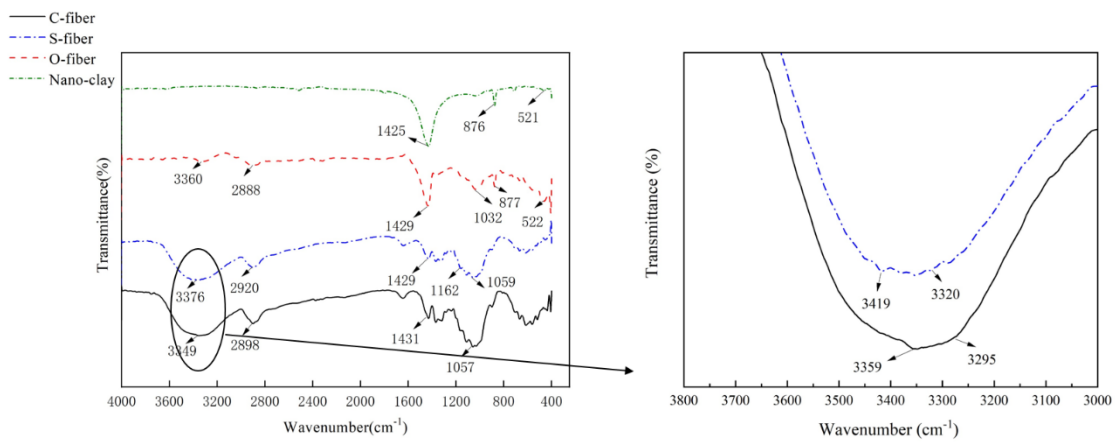 C-fiber
S-fiber
O-fiber
Nano-clay
Transmittance(%)
1425
876
521
3360
2888
1429
1032
877
522
3376
2920
1429
1162
1059
3349
2898
1431
1057
4000 3200 2400 2000 1600 1200 800 400
Wavenumber(cm-1)
Transmittance (%)
3419
3320
3359
3295
3800 3700 3600 3500 3400 3300 3200 3100 3000
Wavenumber (cm-1)